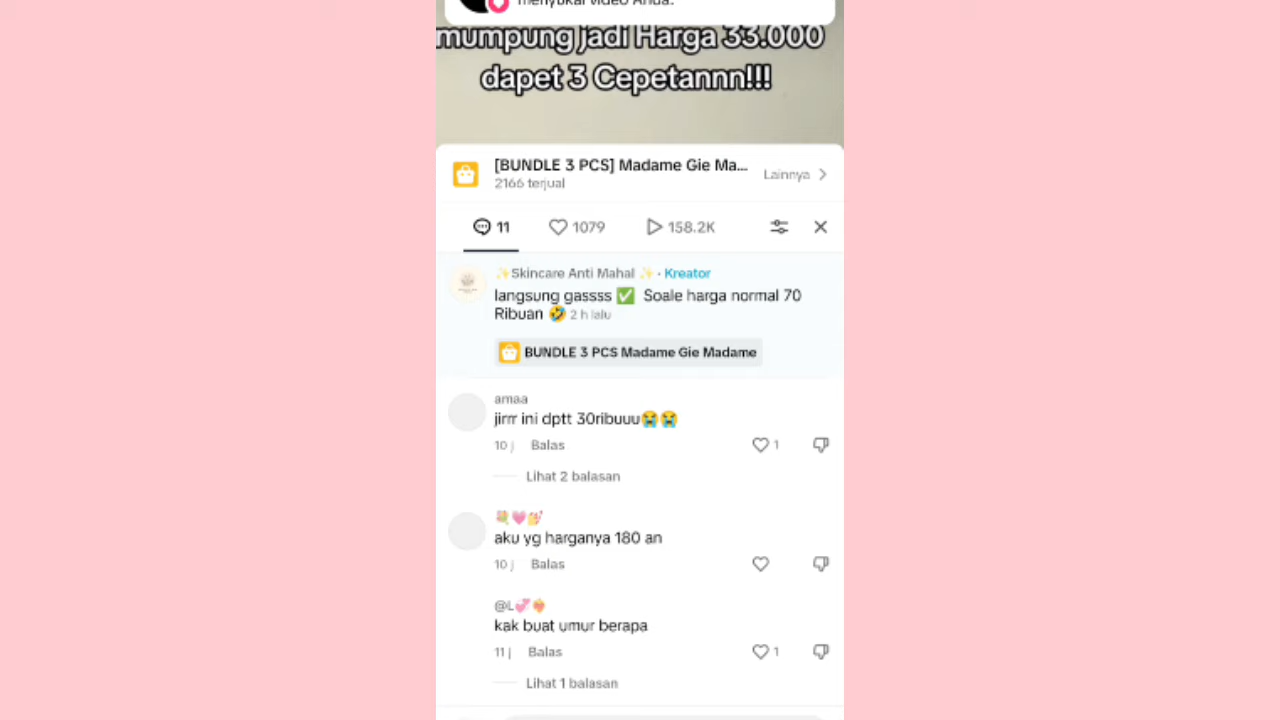 menyukai video Anda.
mumpung jadi Harga 33.000
dapet 3 Cepetannn!!!
[BUNDLE 3 PCS] Madame Gie Ma...
Lainnya
2166 terjual
11
1079
158.2K
✨Skincare Anti Mahal ✨ · Kreator
langsung gassss ✅ Soale harga normal 70
Ribuan 🤣 2 h lalu
BUNDLE 3 PCS Madame Gie Madame
amaa
jirrr ini dptt 30ribuuu😭😭
10 j Balas 1
Lihat 2 balasan
💐💗💅
aku yg harganya 180 an
10 j Balas
@L💞❤️‍🔥
kak buat umur berapa
11 j Balas 1
Lihat 1 balasan